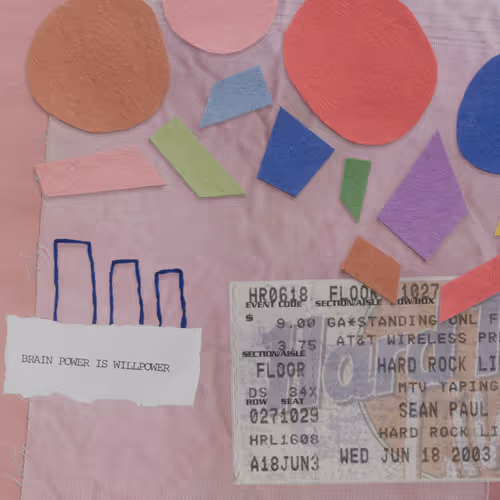 BRAIN POWER IS WILLPOWER
HR0618 FLOOR 1027
EVENT CODE SECTION/AISLE ROW/BOX
$ 9.00 GA*STANDING ONL
3.75 AT&T WIRELESS
SECTION/AISLE
FLOOR HARD ROCK LI
DS 34X MTV TAPING
ROW SEAT
0271029 SEAN PAUL
HRL1608 HARD ROCK LI
A18JUN3 WED JUN 18 2003